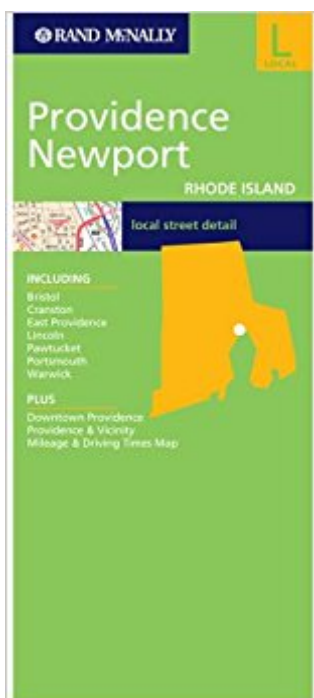 RAND McNALLY
L
LOCAL
Providence
Newport
RHODE ISLAND
local street detail
INCLUDING
Bristol
Cranston
East Providence
Lincoln
Pawtucket
Portsmouth
Warwick
PLUS
Downtown Providence
Providence & Vicinity
Mileage & Driving Times Map